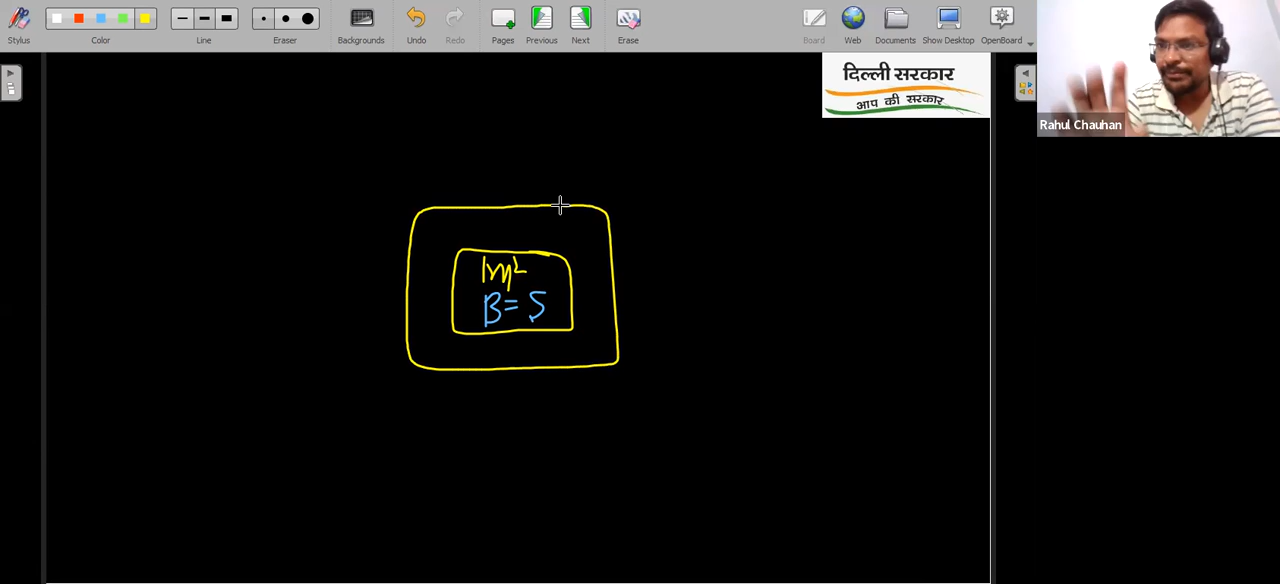 Stylus
Color
Line
Eraser
Backgrounds
Undo
Redo
Pages
Previous
Next
Erase
Board
Web
Documents
Show Desktop
OpenBoard
दिल्ली सरकार
आप की सरकार
Rahul Chauhan
1m²
B = 5